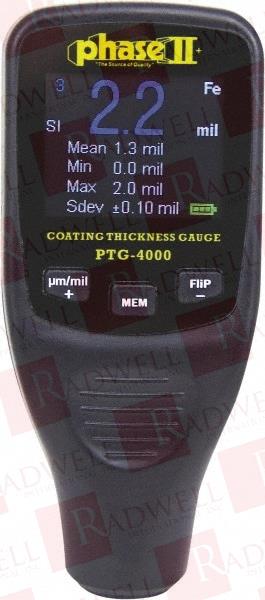 phase II+
"The Source of Quality"
3 2.2 Fe
SI mil
Mean 1.3 mil
Min 0.0 mil
Max 2.0 mil
Sdev ±0.10 mil
COATING THICKNESS GAUGE
PTG-4000
µm/mil
+
MEM
FliP
−
RADWELL
INTERNATIONAL, INC.